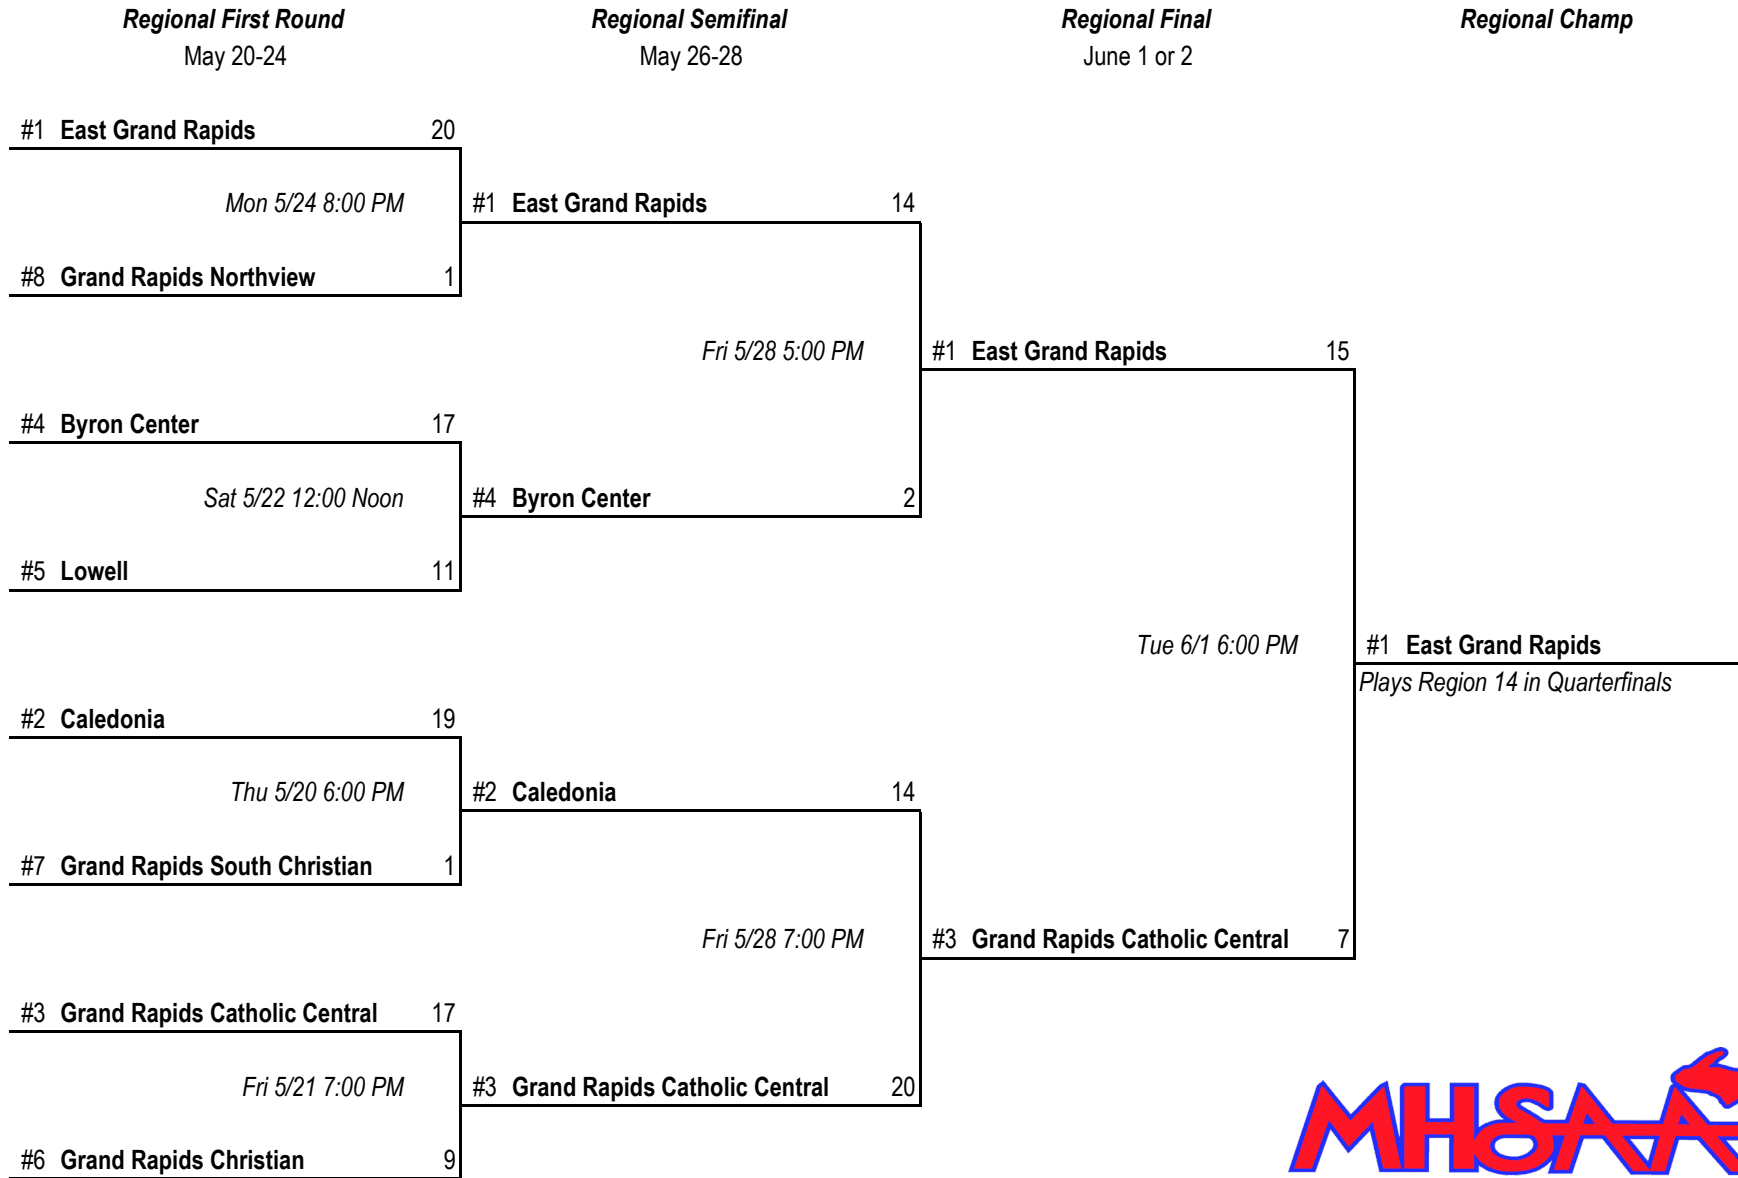 Regional First Round Regional Semifinal Regional Final Regional Champ
May 20-24 May 26-28 June 1 or 2
#1 East Grand Rapids 20
Mon 5/24 8:00 PM #1 East Grand Rapids 14
#8 Grand Rapids Northview 1
Fri 5/28 5:00 PM #1 East Grand Rapids 15
#4 Byron Center 17
Sat 5/22 12:00 Noon #4 Byron Center 2
#5 Lowell 11
Tue 6/1 6:00 PM #1 East Grand Rapids
Plays Region 14 in Quarterfinals
#2 Caledonia 19
Thu 5/20 6:00 PM #2 Caledonia 14
#7 Grand Rapids South Christian 1
Fri 5/28 7:00 PM #3 Grand Rapids Catholic Central 7
#3 Grand Rapids Catholic Central 17
Fri 5/21 7:00 PM #3 Grand Rapids Catholic Central 20
#6 Grand Rapids Christian 9
MHSAA